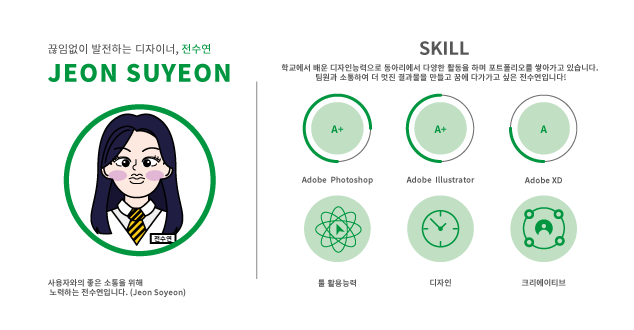 끊임없이 발전하는 디자이너, 전수연
JEON SUYEON
전수연
사용자와의 좋은 소통을 위해
노력하는 전수연입니다. (Jeon Soyeon)
SKILL
학교에서 배운 디자인능력으로 동아리에서 다양한 활동을 하며 포트폴리오를 쌓아가고 있습니다.
팀원과 소통하여 더 멋진 결과물을 만들고 꿈에 다가가고 싶은 전수연입니다!
A+
A+
A
Adobe Photoshop
Adobe Illustrator
Adobe XD
툴 활용능력
디자인
크리에이티브